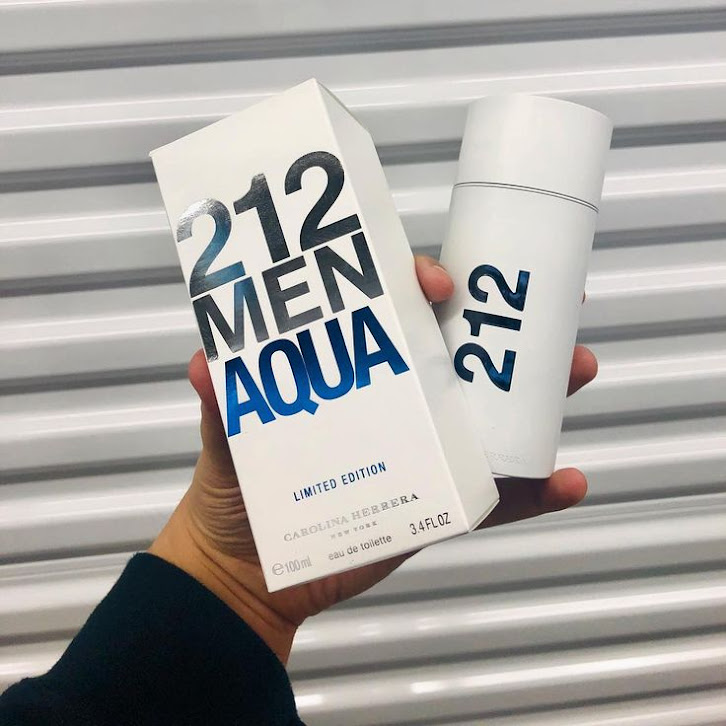 212
MEN
AQUA
LIMITED EDITION
CAROLINA HERRERA
NEW YORK
℮100ml eau de toilette 3.4 FL OZ
212